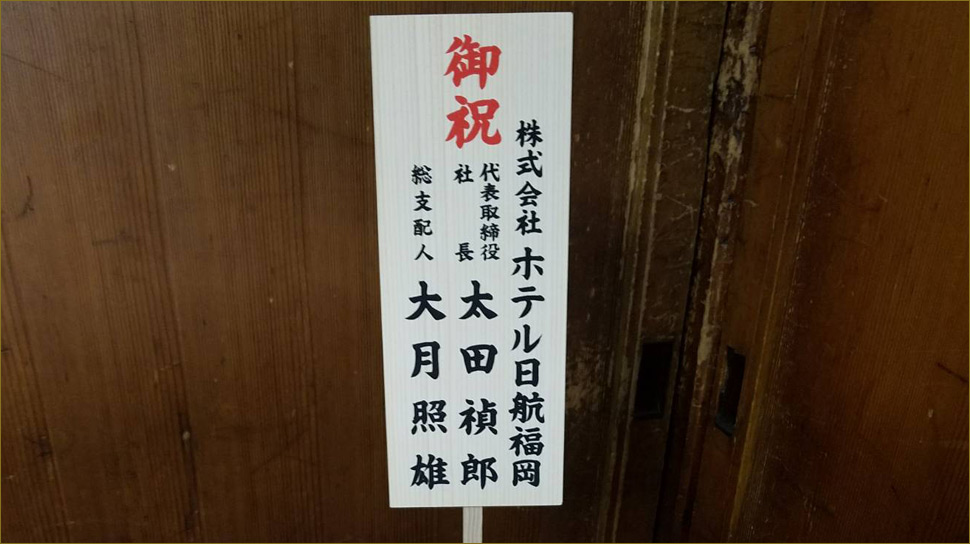 御祝
株式会社ホテル日航福岡
代表取締役
社長
太田禎郎
総支配人
大月照雄